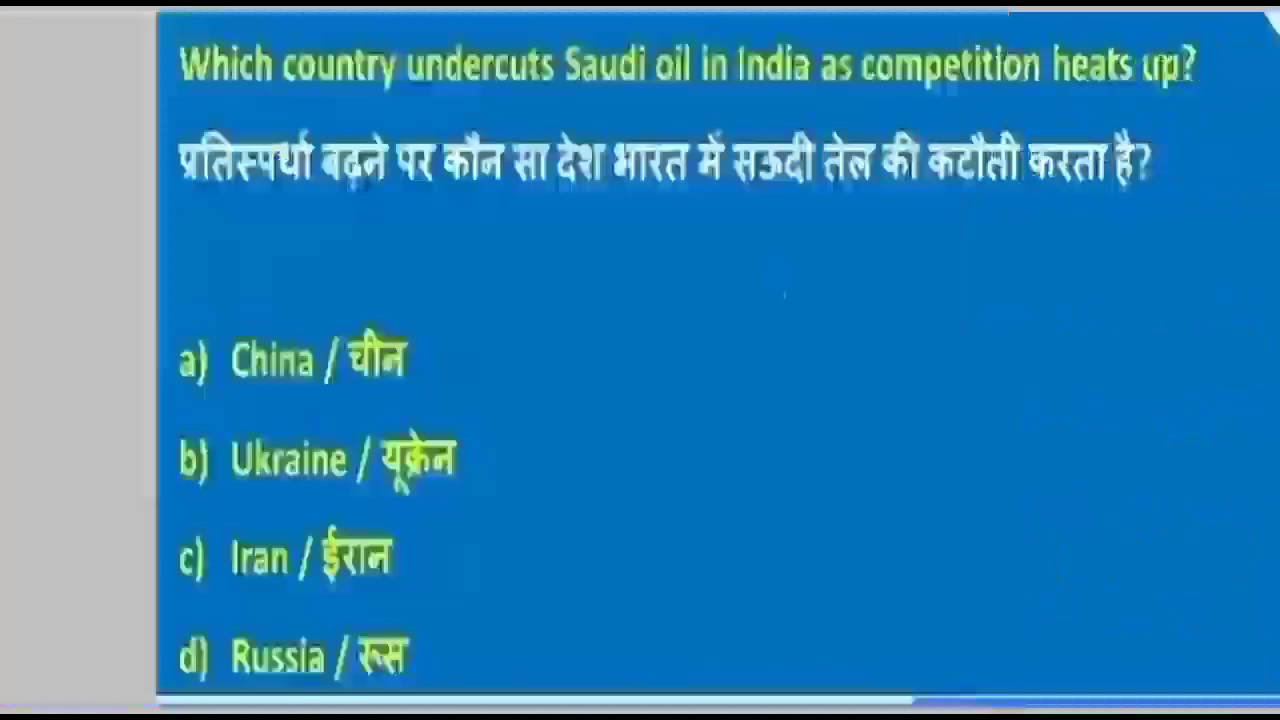 Which country undercuts Saudi oil in India as competition heats up?
प्रतिस्पर्धा बढ़ने पर कौन सा देश भारत में सऊदी तेल की कटौती करता है?
a) China / चीन
b) Ukraine / यूक्रेन
c) Iran / ईरान
d) Russia / रूस